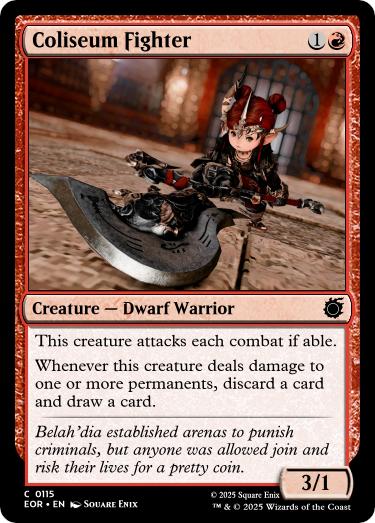 Coliseum Fighter 1
Creature — Dwarf Warrior
This creature attacks each combat if able.
Whenever this creature deals damage to
one or more permanents, discard a card
and draw a card.
Belah'dia established arenas to punish
criminals, but anyone was allowed join and
risk their lives for a pretty coin.
3/1
C 0115
EOR • EN Square Enix
© 2025 Square Enix
™ & © 2025 Wizards of the Coast